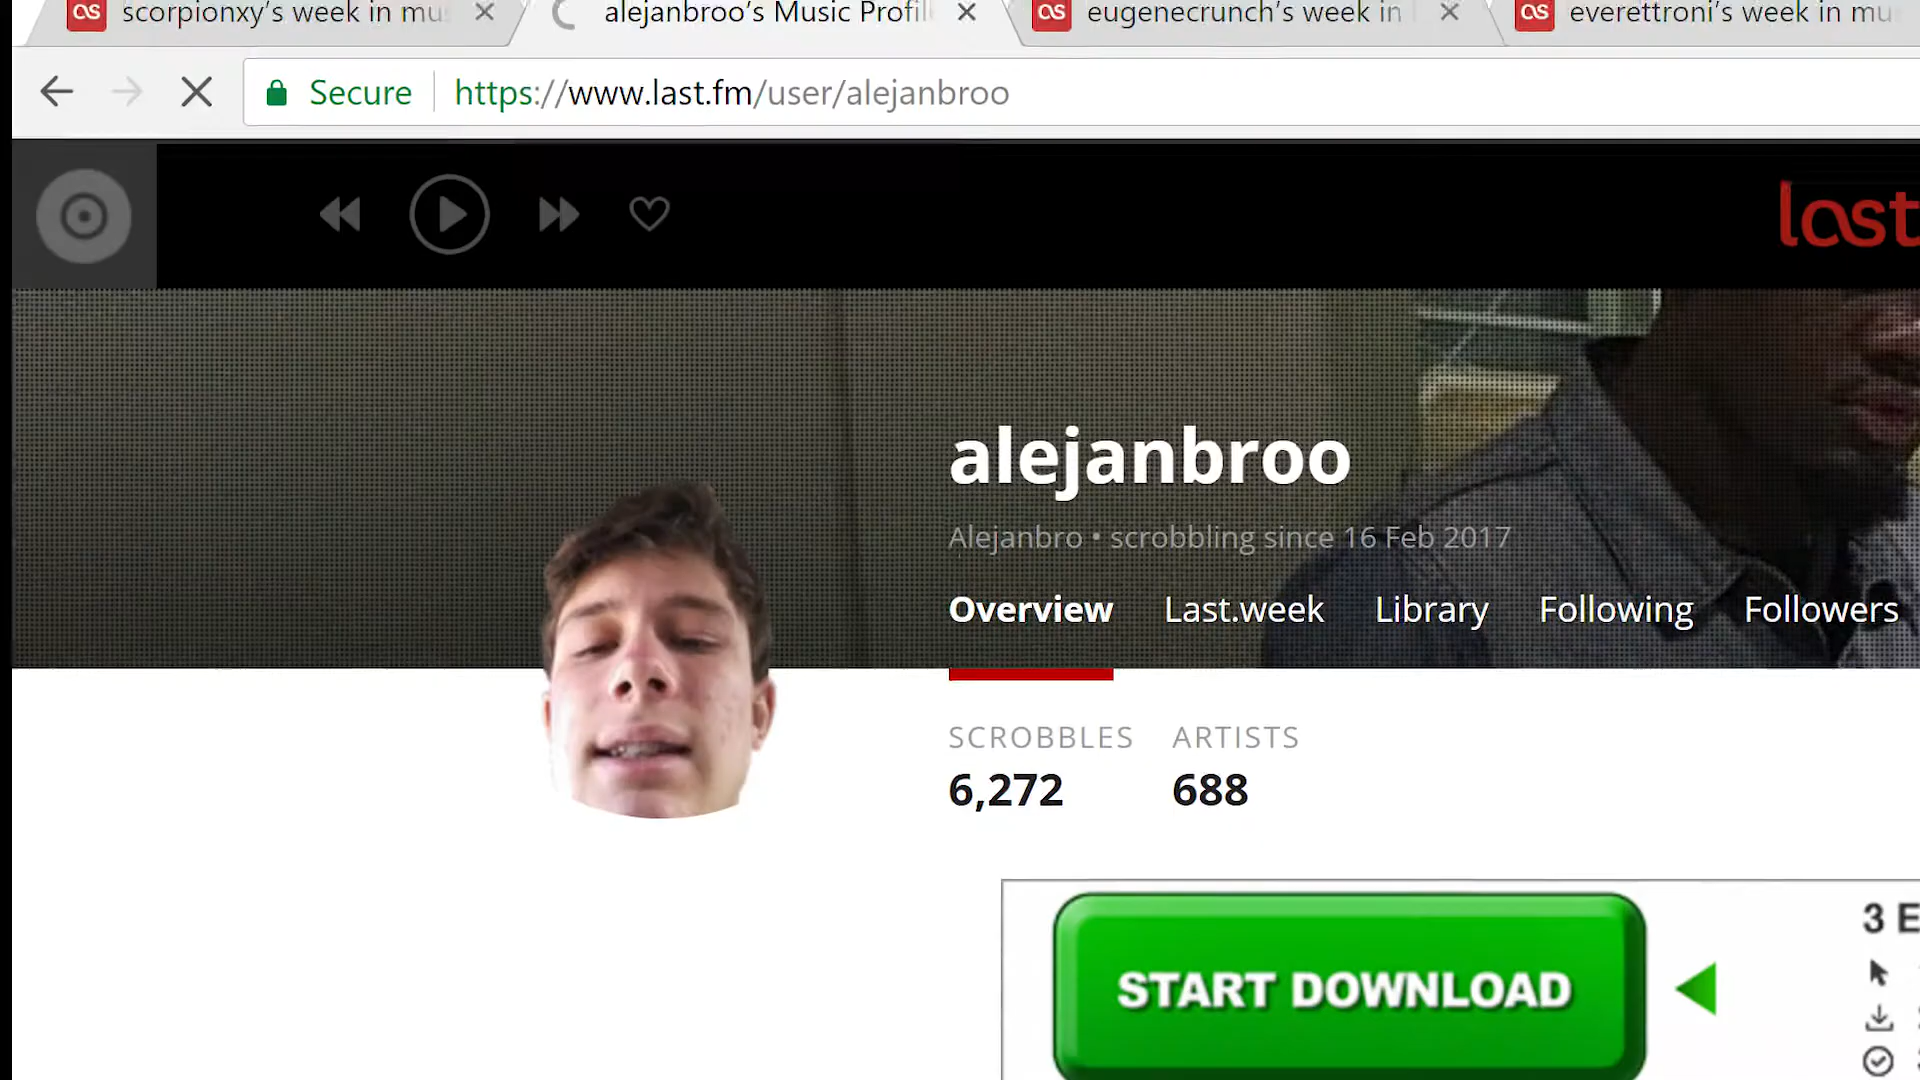 scorpionxy's week in mu
alejanbroo's Music Profil
eugenecrunch's week in
everettroni's week in mu
Secure https://www.last.fm/user/alejanbroo
last
alejanbroo
Alejanbro • scrobbling since 16 Feb 2017
Overview Last.week Library Following Followers
SCROBBLES ARTISTS
6,272 688
START DOWNLOAD
3 E